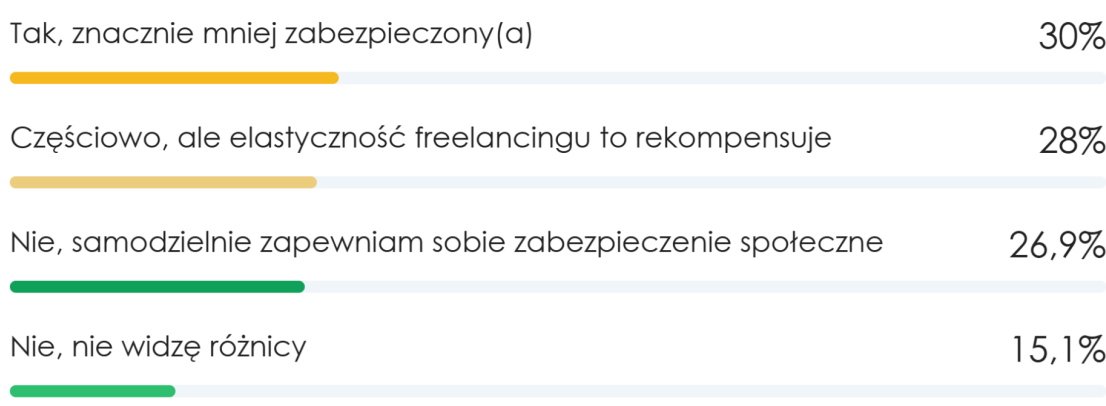 Tak, znacznie mniej zabezpieczony(a) 30%
Częściowo, ale elastyczność freelancingu to rekompensuje 28%
Nie, samodzielnie zapewniam sobie zabezpieczenie społeczne 26,9%
Nie, nie widzę różnicy 15,1%